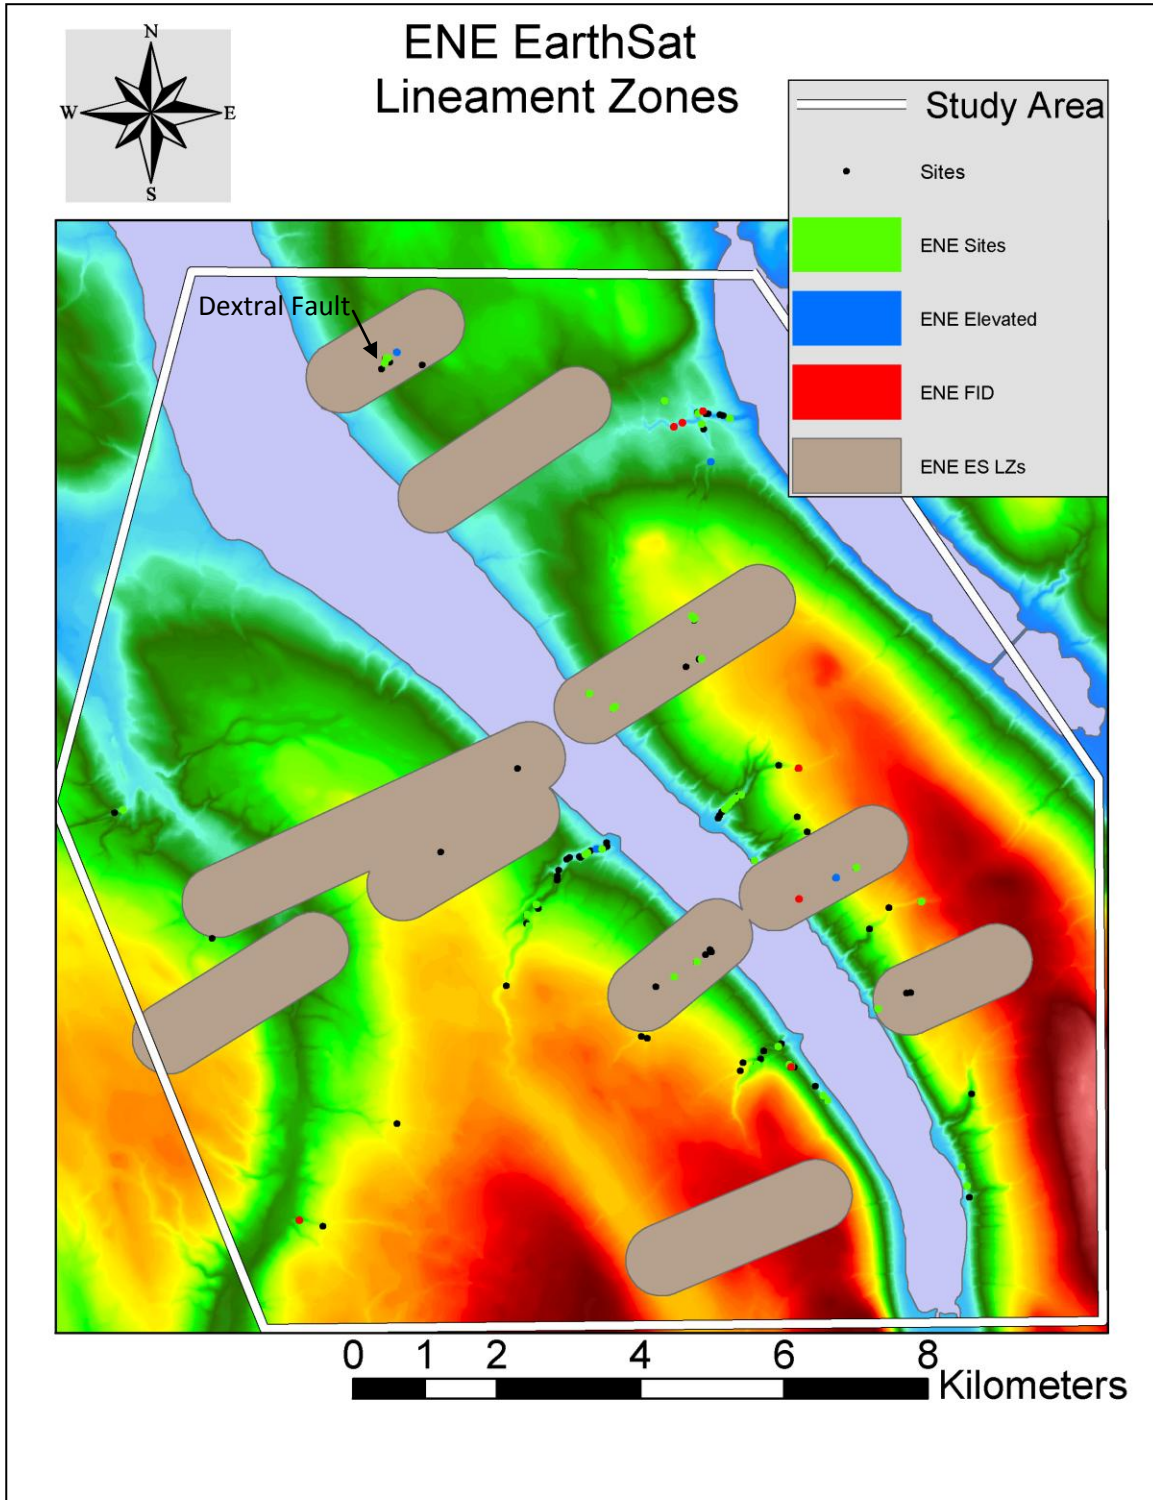 ENE EarthSat
Lineament Zones
N
W E
S
Study Area
Sites
ENE Sites
ENE Elevated
ENE FID
ENE ES LZs
Dextral Fault
0 1 2 4 6 8
Kilometers